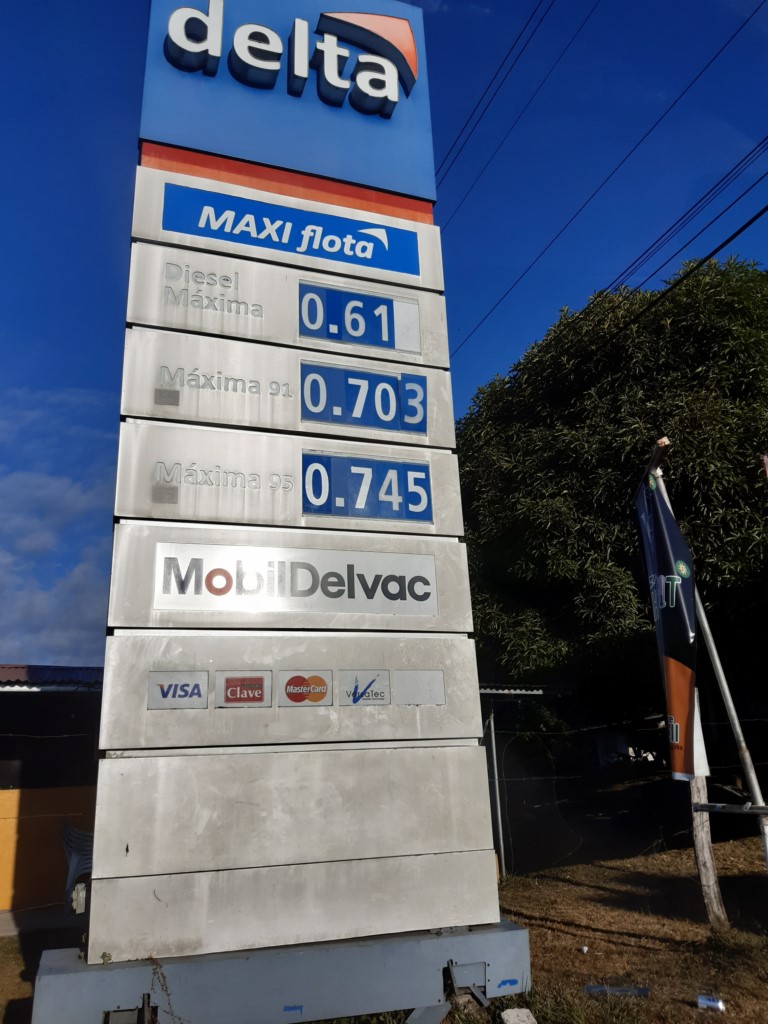 delta
MAXI flota
Diesel
Máxima
0.61
Máxima 91
0.703
Máxima 95
0.745
MobilDelvac
VISA
Clave
MasterCard
VersaTec